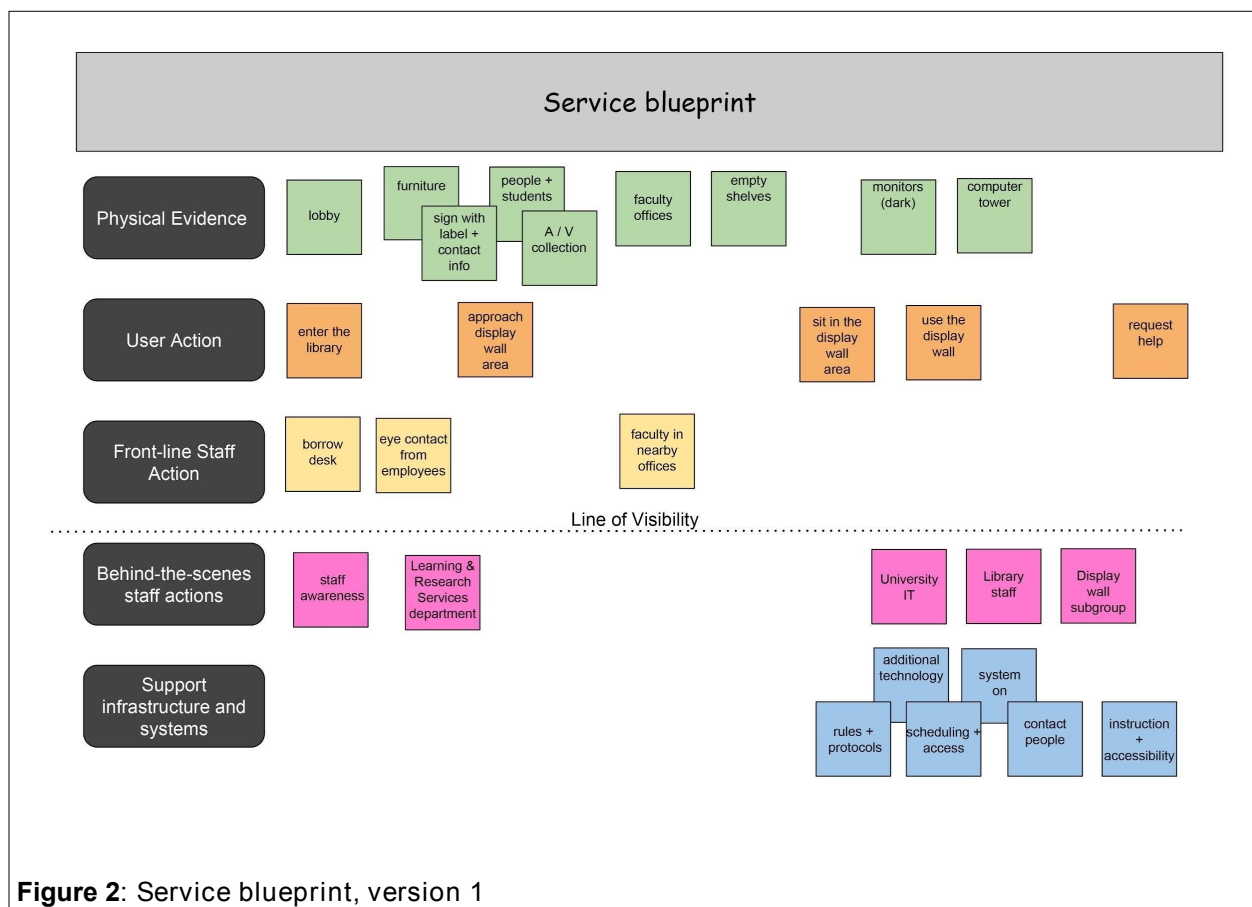 Service blueprint
Physical Evidence
lobby
furniture
sign with
label +
contact
info
people +
students
A / V
collection
faculty
offices
empty
shelves
monitors
(dark)
computer
tower
User Action
enter the
library
approach
display
wall
area
sit in the
display
wall
area
use the
display
wall
request
help
Front-line Staff
Action
borrow
desk
eye contact
from
employees
faculty in
nearby
offices
Line of Visibility
Behind-the-scenes
staff actions
staff
awareness
Learning &
Research
Services
department
University
IT
Library
staff
Display
wall
subgroup
Support
infrastructure and
systems
additional
technology
system
on
rules +
protocols
scheduling +
access
contact
people
instruction
+
accessibility
Figure 2: Service blueprint, version 1